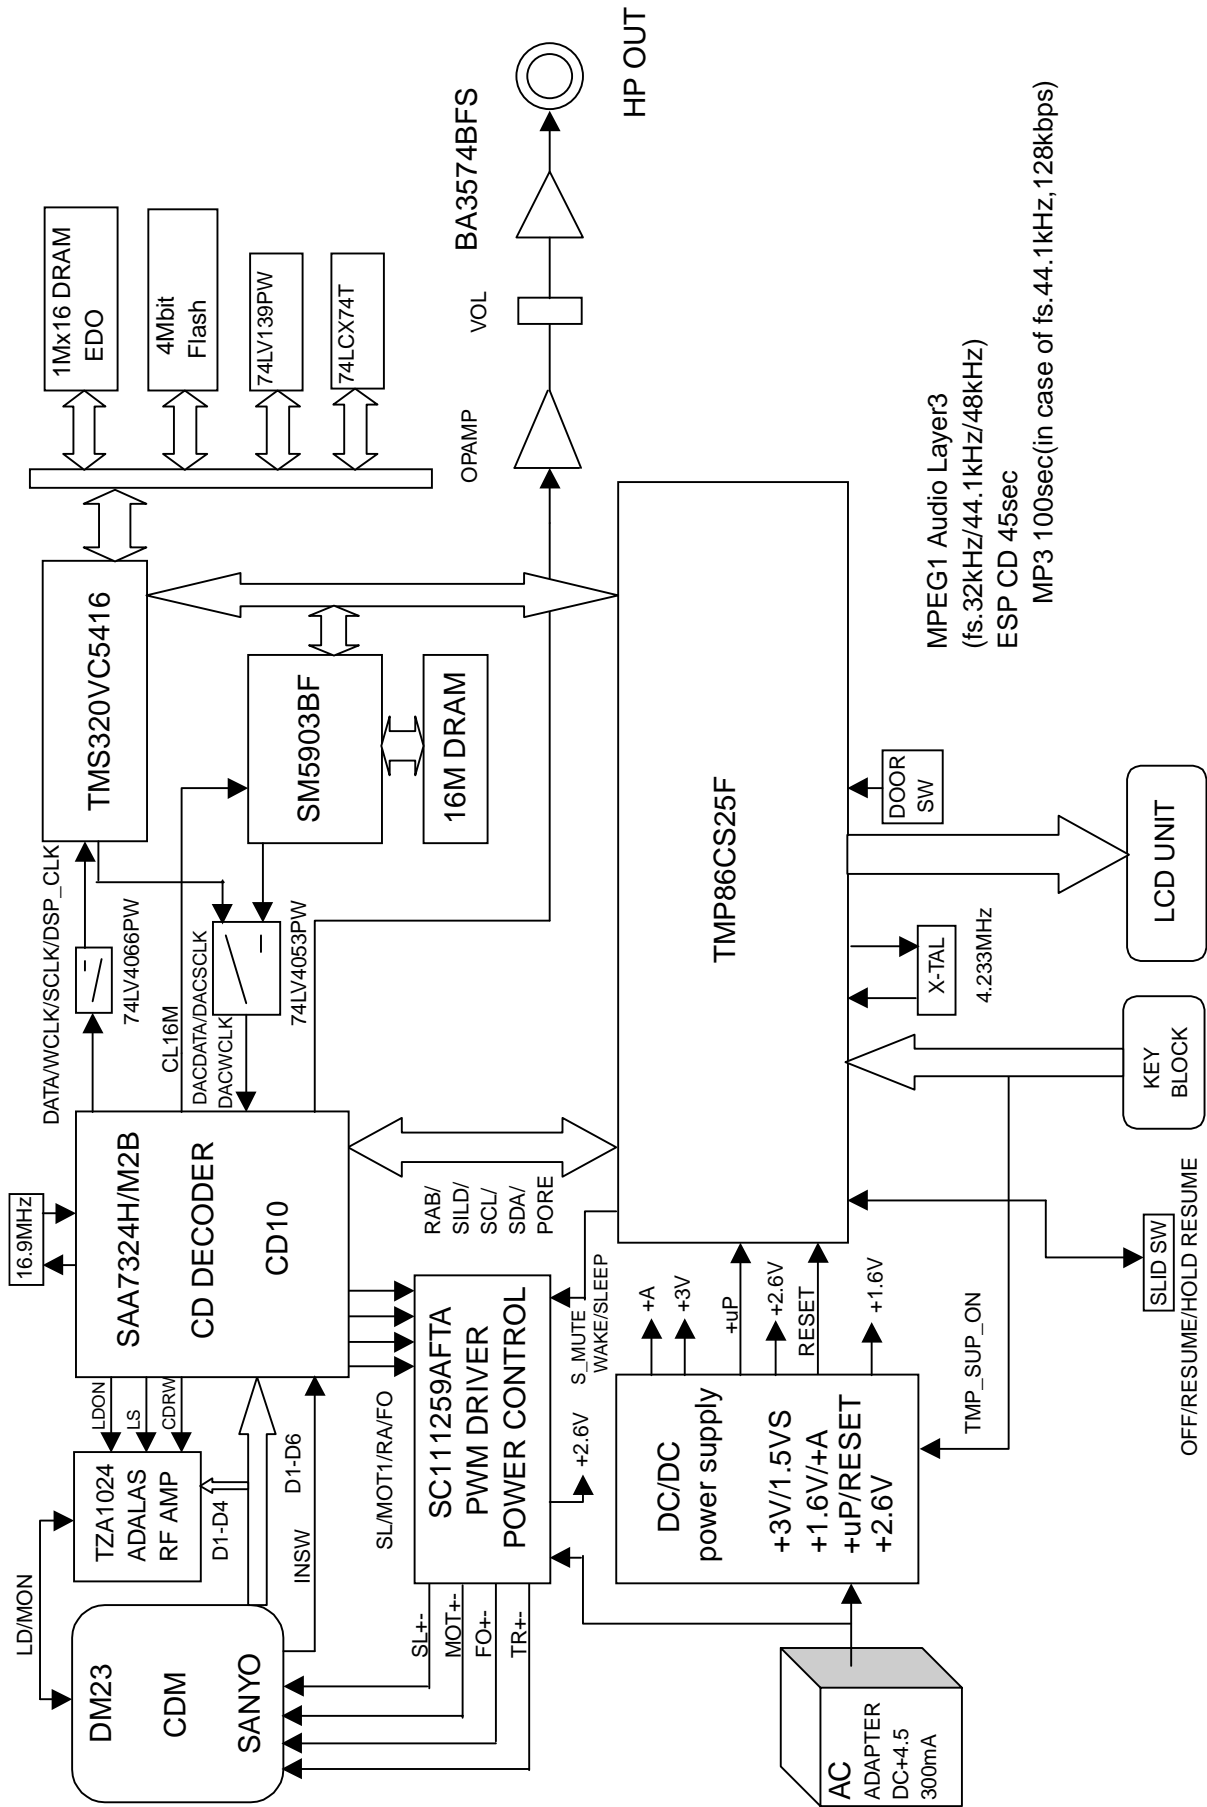 LD/MON
DM23
CDM
SANYO
TZA1024
ADALAS
RF AMP
D1-D4
LDON
LS
CDRW
D1-D6
INSW
16.9MHz
SAA7324H/M2B
CD DECODER
CD10
DATA/WCLK/SCLK/DSP_CLK
74LV4066PW
CL16M
DACDATA/DACSCLK
DACWCLK
74LV4053PW
TMS320VC5416
SM5903BF
16M DRAM
1Mx16 DRAM
EDO
4Mbit
Flash
74LV139PW
74LCX74T
OPAMP
VOL
BA3574BFS
HP OUT
SL/MOT1/RA/FO
SC111259AFTA
PWM DRIVER
POWER CONTROL
SL+-
MOT+-
FO+-
TR+-
+2.6V
S_MUTE
WAKE/SLEEP
RAB/
SILD/
SCL/
SDA/
PORE
TMP86CS25F
AC
ADAPTER
DC+4.5
300mA
DC/DC
power supply
+3V/1.5VS
+1.6V/+A
+uP/RESET
+2.6V
+A
+3V
+uP
+2.6V
RESET
+1.6V
TMP_SUP_ON
SLID SW
OFF/RESUME/HOLD RESUME
KEY
BLOCK
X-TAL
4.233MHz
DOOR
SW
LCD UNIT
MPEG1 Audio Layer3
(fs.32kHz/44.1kHz/48kHz)
ESP CD 45sec
MP3 100sec(in case of fs.44.1kHz,128kbps)